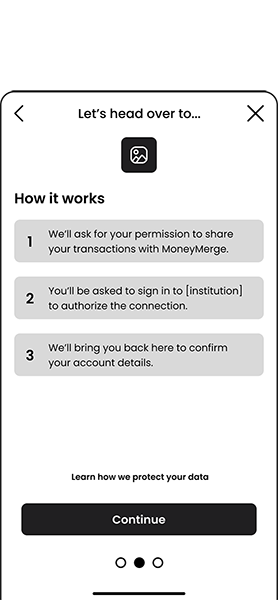 Let’s head over to...
How it works
1
We’ll ask for your permission to share
your transactions with MoneyMerge.
2
You’ll be asked to sign in to [institution]
to authorize the connection.
3
We’ll bring you back here to confirm
your account details.
Learn how we protect your data
Continue